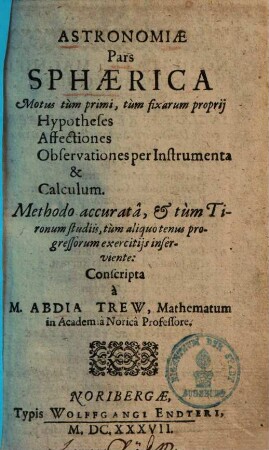 ASTRONOMIÆ
Pars
SPHÆRICA
Motus tùm primi, tùm fixarum proprij
Hypotheses
Affectiones
Observationes per Instrumenta
&
Calculum.
Methodo accuratâ, & tùm Ti-
ronum studiis, tùm aliquo tenus pro-
gressorum exercitijs inser-
viente:
Conscripta
à
M. ABDIA TREW, Mathematum
in Academia Norica Professore.
NORIBERGÆ,
Typis WOLFFGANGI ENDTERI,
M. DC. XXXVII.